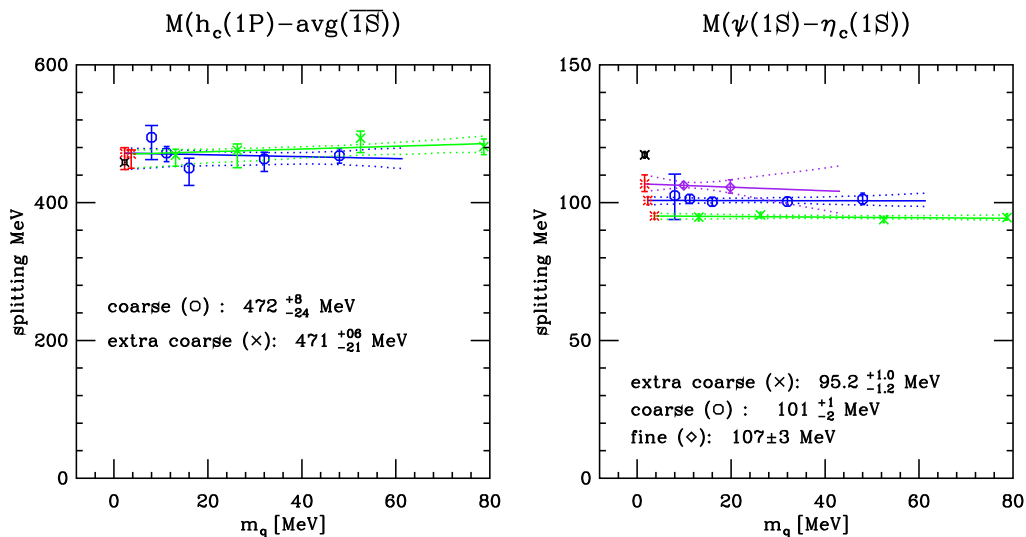 M(h_c(1P)−avg(1S̅))
600
400
200
0
splitting MeV
coarse (○) : 472 +8 −24 MeV
extra coarse (×): 471 +06 −21 MeV
0 20 40 60 80
m_q [MeV]
M(ψ(1S)−η_c(1S))
150
100
50
0
splitting MeV
extra coarse (×): 95.2 +1.0 −1.2 MeV
coarse (○) : 101 +1 −2 MeV
fine (◇): 107±3 MeV
0 20 40 60 80
m_q [MeV]